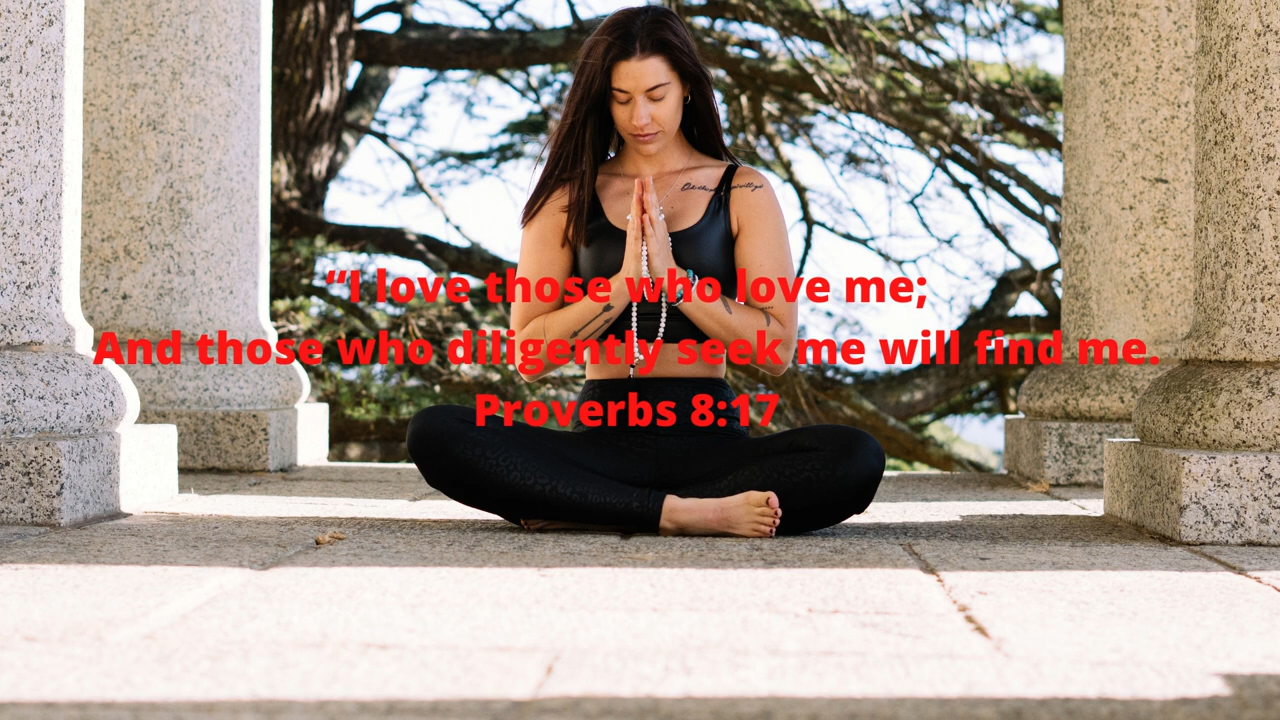 “I love those who love me;
And those who diligently seek me will find me.
Proverbs 8:17